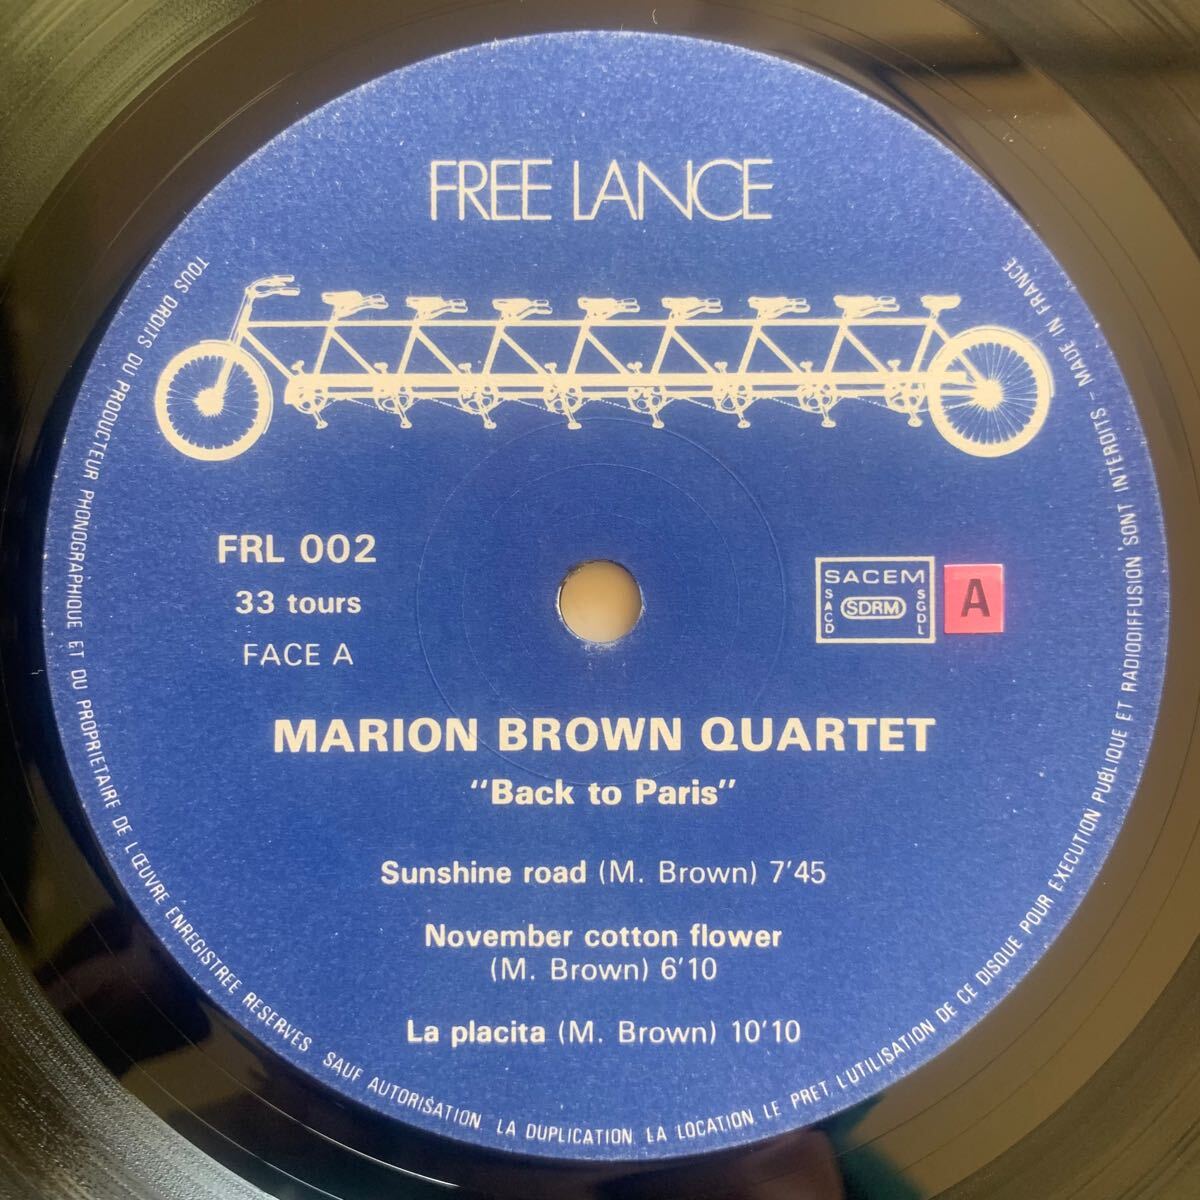 FREE LANCE
FRL 002
33 tours
FACE A
SACEM
SACD
SDRM
SGDL
A
MARION BROWN QUARTET
"Back to Paris"
Sunshine road (M. Brown) 7'45
November cotton flower
(M. Brown) 6'10
La placita (M. Brown) 10'10
TOUS DROITS DU PRODUCTEUR PHONOGRAPHIQUE ET DU PROPRIETAIRE DE L'ŒUVRE ENREGISTREE RESERVES SAUF AUTORISATION LA DUPLICATION, LA LOCATION, LE PRET, L'UTILISATION DE CE DISQUE POUR EXECUTION PUBLIQUE ET RADIODIFFUSION SONT INTERDITS - MADE IN FRANCE